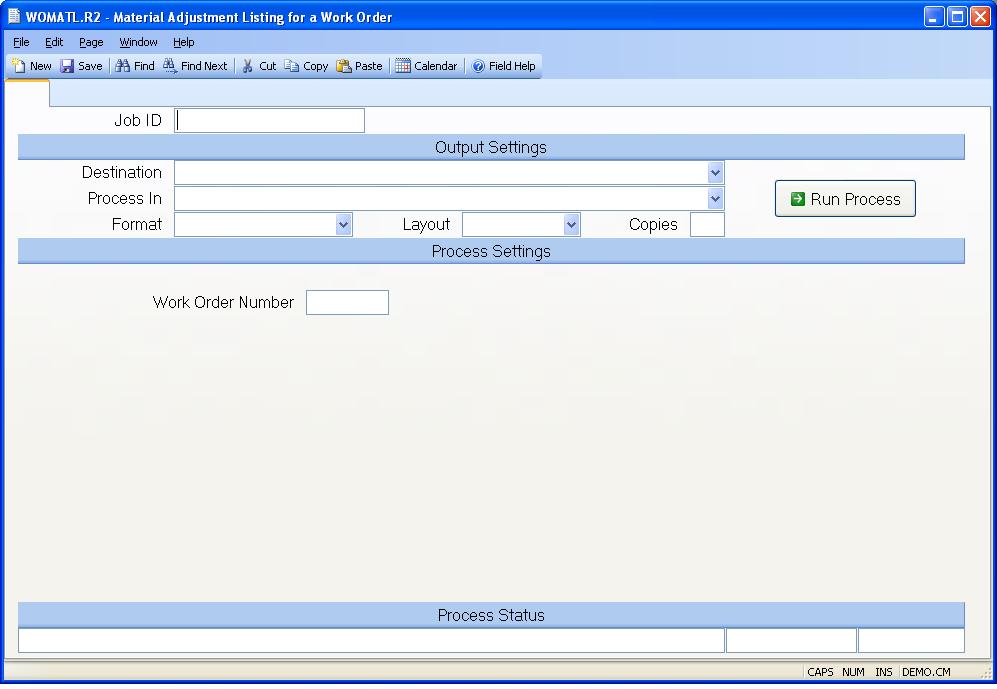 WOMATL.R2 - Material Adjustment Listing for a Work Order
File Edit Page Window Help
New Save Find Find Next Cut Copy Paste Calendar Field Help
Job ID
Output Settings
Destination
Process In
Run Process
Format Layout Copies
Process Settings
Work Order Number
Process Status
CAPS NUM INS DEMO.CM